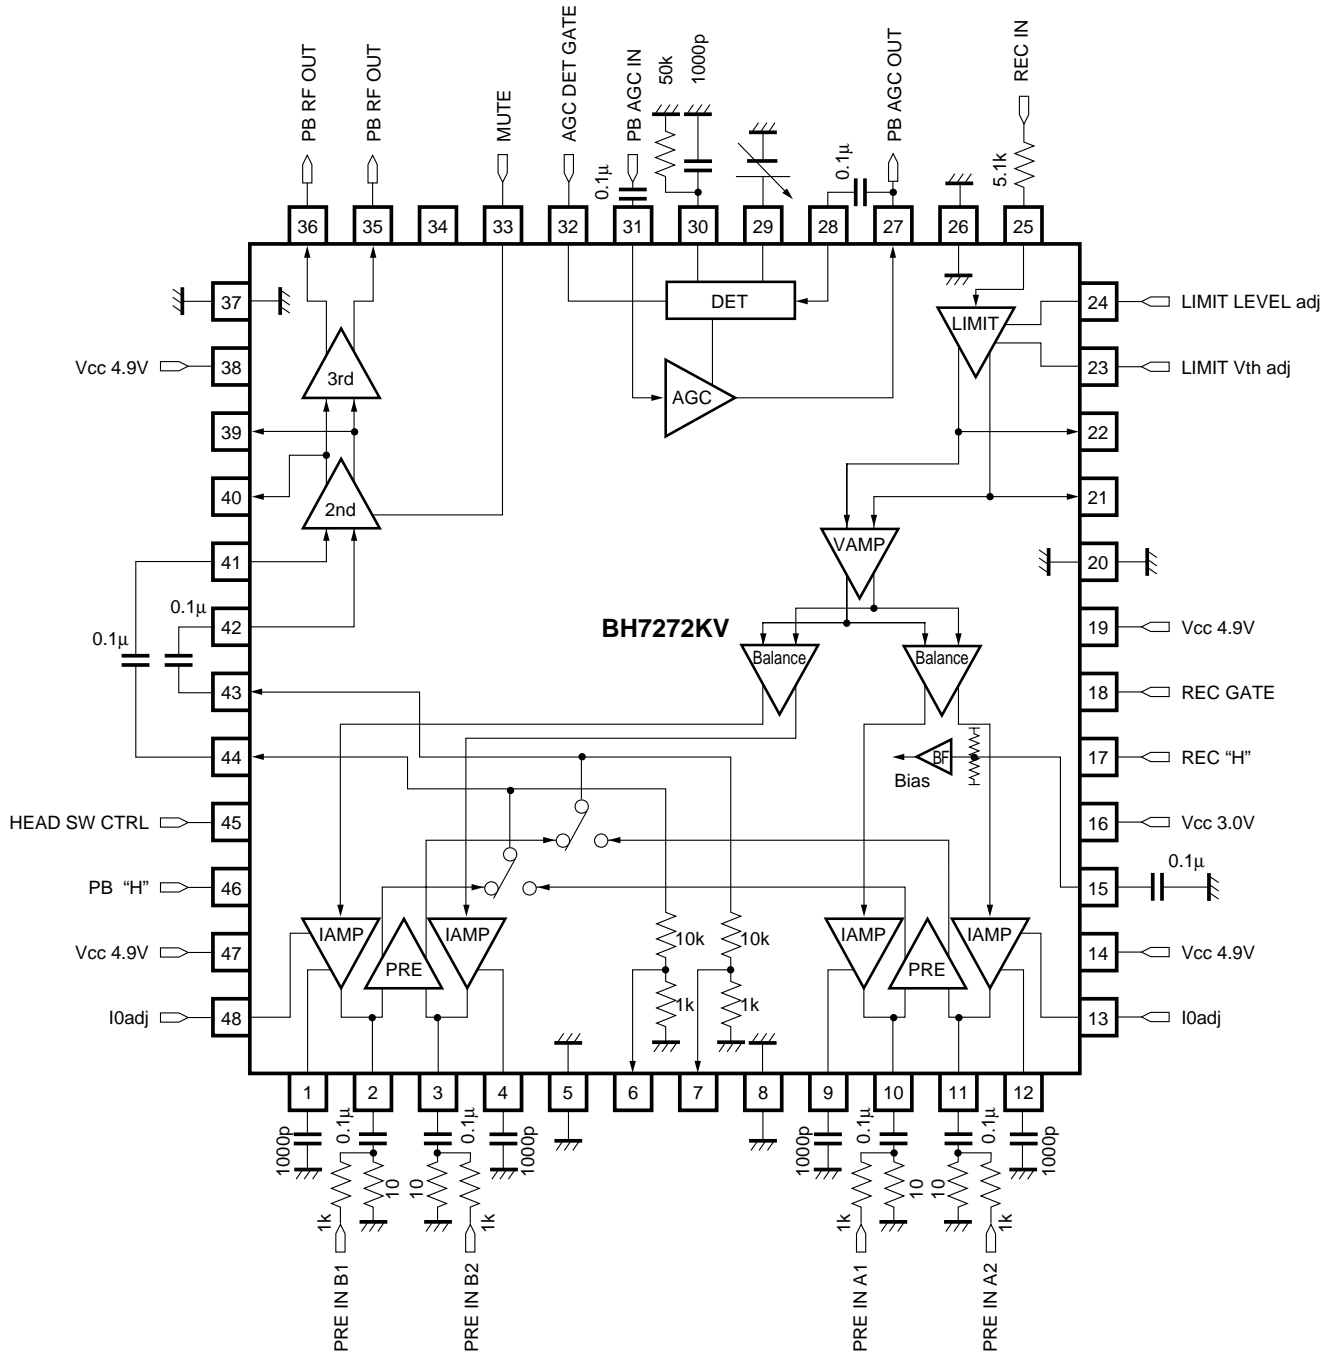 PB RF OUT
PB RF OUT
MUTE
AGC DET GATE
PB AGC IN
0.1μ
50k
1000p
0.1μ
PB AGC OUT
REC IN
5.1k
36
35
34
33
32
31
30
29
28
27
26
25
37
DET
LIMIT
24
LIMIT LEVEL adj
Vcc 4.9V
38
3rd
AGC
23
LIMIT Vth adj
39
22
40
2nd
21
41
VAMP
20
0.1μ
42
0.1μ
BH7272KV
19
Vcc 4.9V
Balance
Balance
43
18
REC GATE
44
BF
Bias
17
REC “H”
HEAD SW CTRL
45
16
Vcc 3.0V
0.1μ
PB “H”
46
15
Vcc 4.9V
47
IAMP
PRE
IAMP
10k
10k
IAMP
PRE
IAMP
14
Vcc 4.9V
I0adj
48
1k
1k
13
I0adj
1
2
3
4
5
6
7
8
9
10
11
12
1000p
0.1μ
0.1μ
1000p
1000p
0.1μ
0.1μ
1000p
1k
10
10
1k
1k
10
10
1k
PRE IN B1
PRE IN B2
PRE IN A1
PRE IN A2